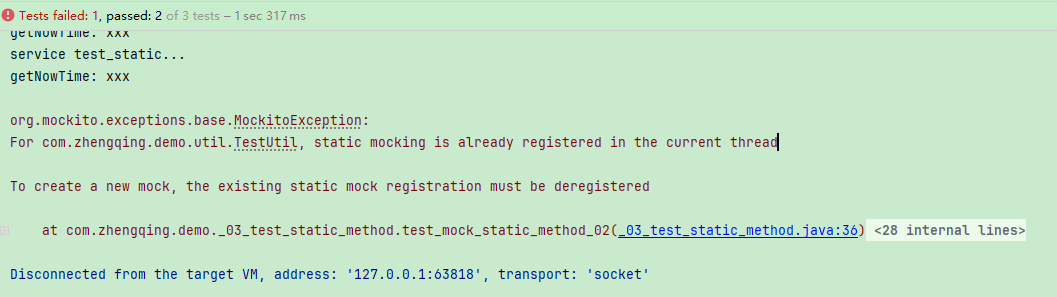 Tests failed: 1, passed: 2 of 3 tests – 1 sec 317 ms
getNowTime: xxx
service test_static...
getNowTime: xxx
org.mockito.exceptions.base.MockitoException:
For com.zhengqing.demo.util.TestUtil, static mocking is already registered in the current thread
To create a new mock, the existing static mock registration must be deregistered
at com.zhengqing.demo._03_test_static_method.test_mock_static_method_02(_03_test_static_method.java:36) <28 internal lines>
Disconnected from the target VM, address: '127.0.0.1:63818', transport: 'socket'